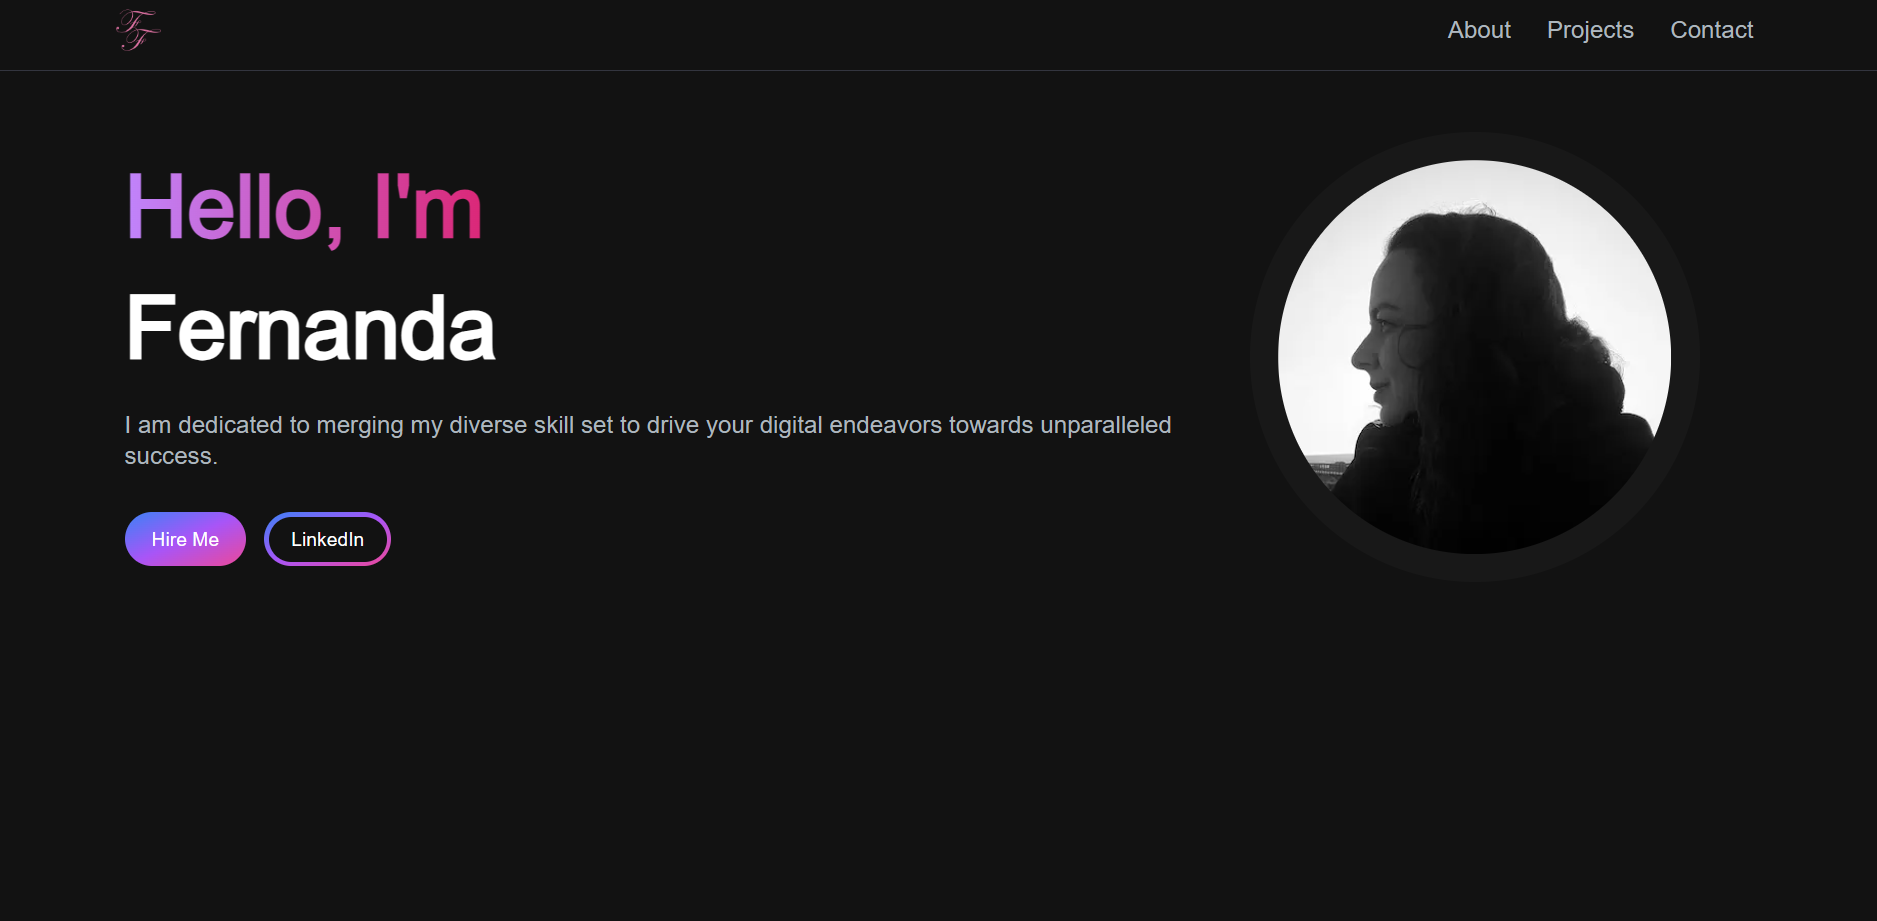 FF
About Projects Contact
Hello, I'm
Fernanda
I am dedicated to merging my diverse skill set to drive your digital endeavors towards unparalleled
success.
Hire Me LinkedIn